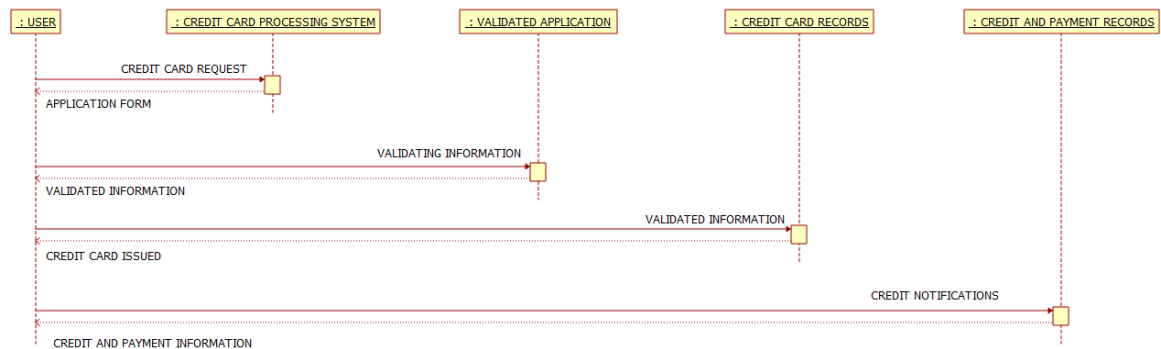 : USER
: CREDIT CARD PROCESSING SYSTEM
: VALIDATED APPLICATION
: CREDIT CARD RECORDS
: CREDIT AND PAYMENT RECORDS
CREDIT CARD REQUEST
APPLICATION FORM
VALIDATING INFORMATION
VALIDATED INFORMATION
VALIDATED INFORMATION
CREDIT CARD ISSUED
CREDIT NOTIFICATIONS
CREDIT AND PAYMENT INFORMATION